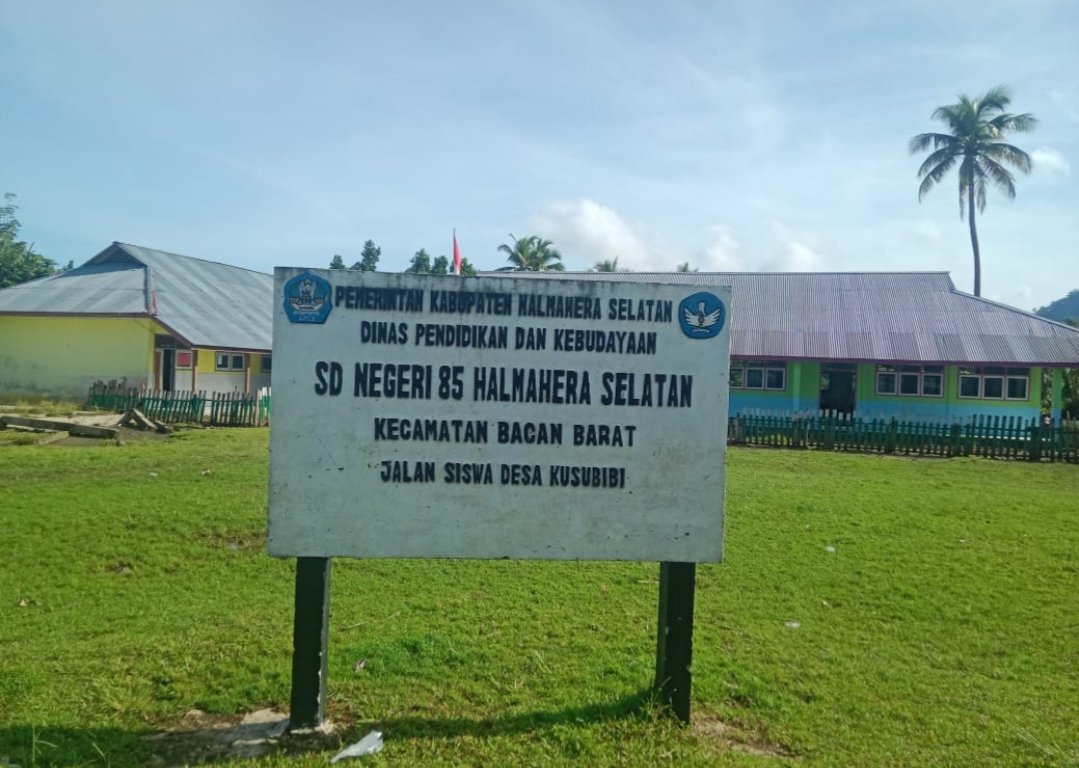 PEMERINTAH KABUPATEN HALMAHERA SELATAN
DINAS PENDIDIKAN DAN KEBUDAYAAN
SD NEGERI 85 HALMAHERA SELATAN
KECAMATAN BACAN BARAT
JALAN SISWA DESA KUSUBIBI